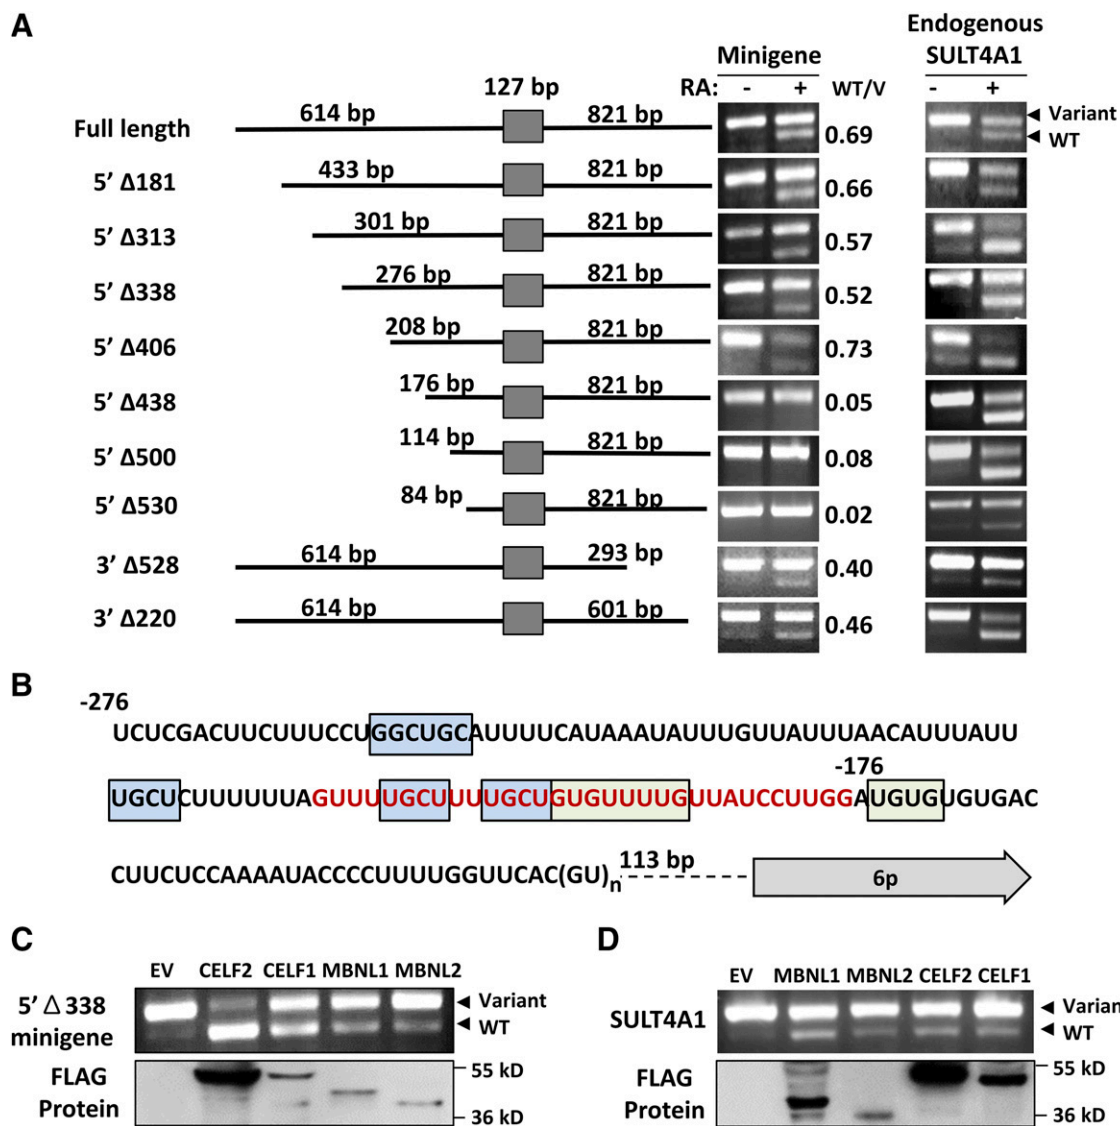 A
Endogenous
Minigene SULT4A1
127 bp RA: - + WT/V - +
Full length 614 bp 821 bp 0.69 Variant
WT
5' Δ181 433 bp 821 bp 0.66
5' Δ313 301 bp 821 bp 0.57
5' Δ338 276 bp 821 bp 0.52
5' Δ406 208 bp 821 bp 0.73
5' Δ438 176 bp 821 bp 0.05
5' Δ500 114 bp 821 bp 0.08
5' Δ530 84 bp 821 bp 0.02
3' Δ528 614 bp 293 bp 0.40
3' Δ220 614 bp 601 bp 0.46
B
-276
UCUCGACUUCUUUCCUGGCUGCAUUUUCAUAAAUAUUUGUUAUUUAACAUUUAUU
-176
UGCUCUUUUUUAGUUUUGCUUUUGCUGUGUUUUGUUAUCCUUGGAUGUGUGUGAC
CUUCUCCAAAAUACCCCUUUUGGUUCAC(GU)n 113 bp 6p
C
EV CELF2 CELF1 MBNL1 MBNL2
5' Δ 338 minigene
Variant
WT
FLAG Protein
55 kD
36 kD
D
EV MBNL1 MBNL2 CELF2 CELF1
SULT4A1
Varian
WT
FLAG Protein
55 kD
36 kD